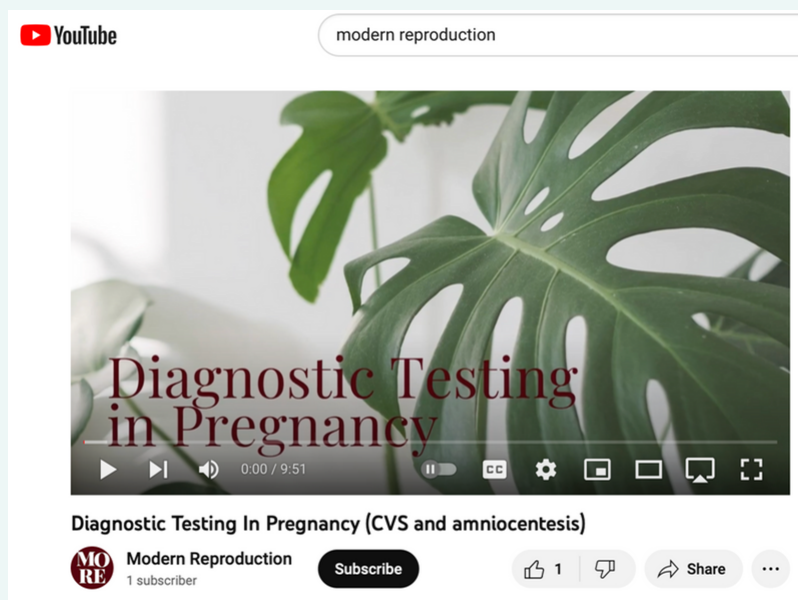 YouTube
modern reproduction
Diagnostic Testing
in Pregnancy
0:00 / 9:51
CC
Diagnostic Testing In Pregnancy (CVS and amniocentesis)
MO
RE
Modern Reproduction
1 subscriber
Subscribe
1
Share